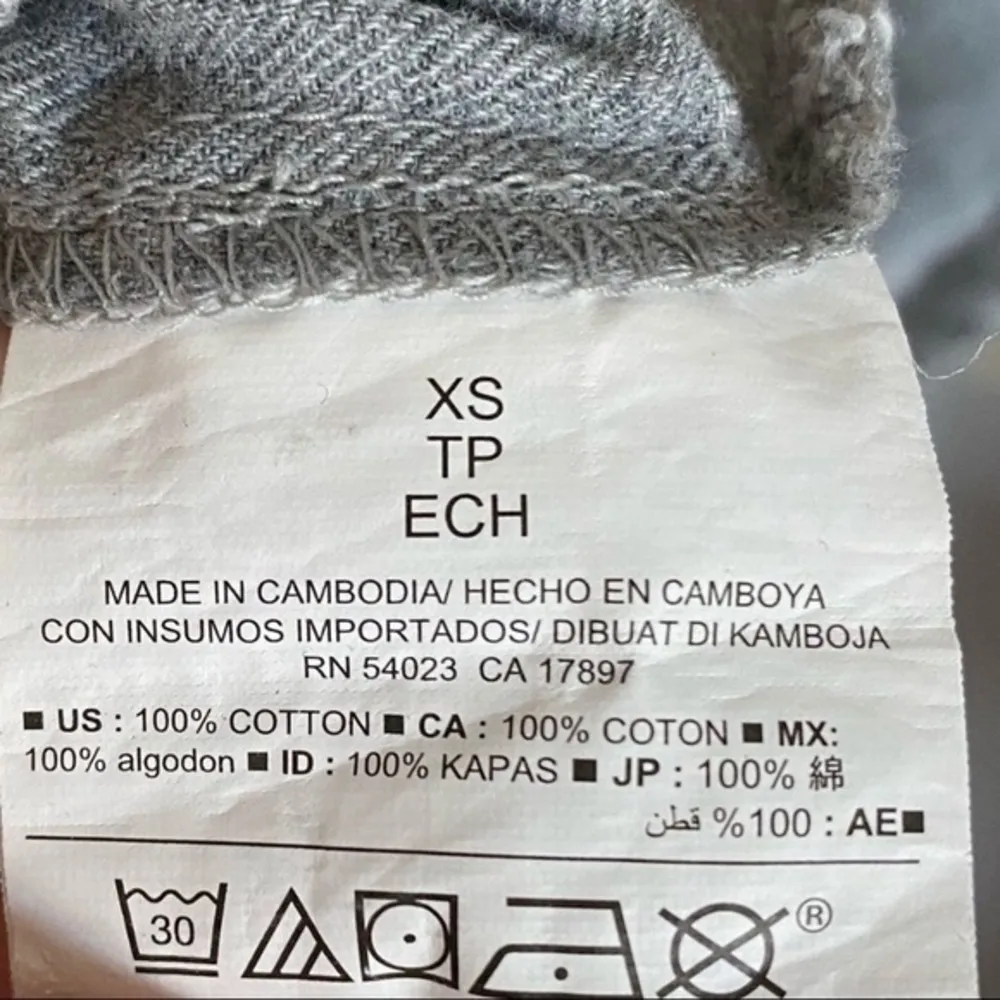 XS
TP
ECH
MADE IN CAMBODIA/ HECHO EN CAMBOYA
CON INSUMOS IMPORTADOS/ DIBUAT DI KAMBOJA
RN 54023 CA 17897
■ US : 100% COTTON ■ CA : 100% COTON ■ MX:
100% algodon ■ ID : 100% KAPAS ■ JP : 100% 綿
■AE : 100% قطن
30 ®